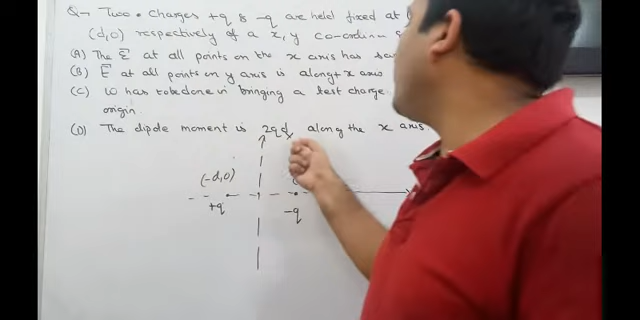 Q→ Two charges +q & -q are held fixed at
(d,0) respectively of a x, y co-ordin
(A) The E⃗ at all points on the x axis has
(B) E⃗ at all points on y axis is along +x axis
(C) W has to be done in bringing a test charge
origin.
(D) The dipole moment is 2qd along the x axis
(-d,0)
+q
-q